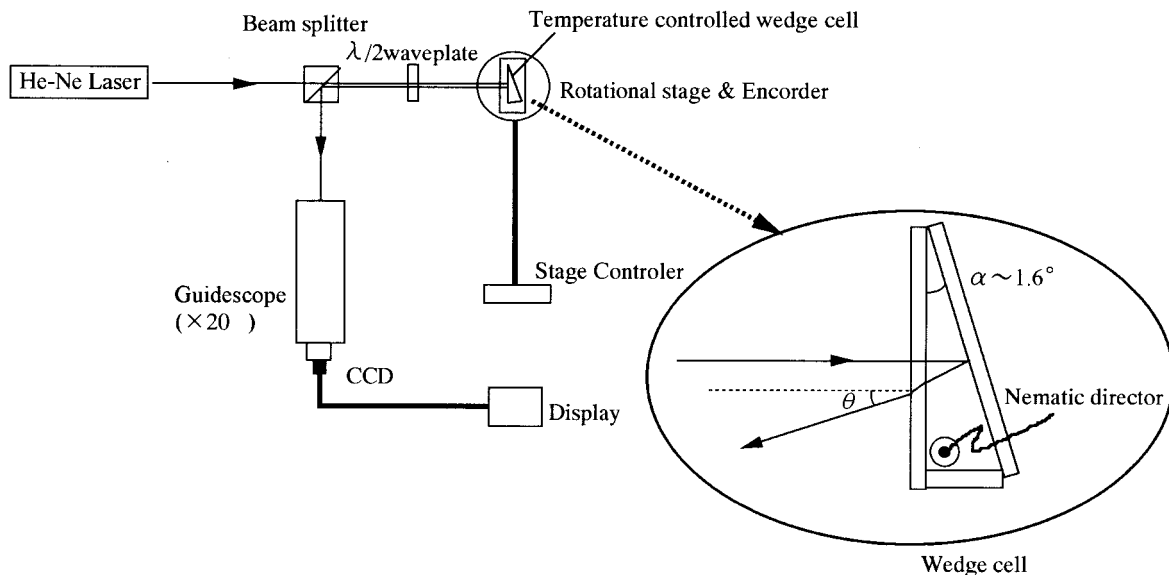 Beam splitter
Temperature controlled wedge cell
λ/2waveplate
He-Ne Laser
Rotational stage & Encorder
Stage Controler
Guidescope
(×20 )
CCD
Display
α～1.6°
θ
Nematic director
Wedge cell